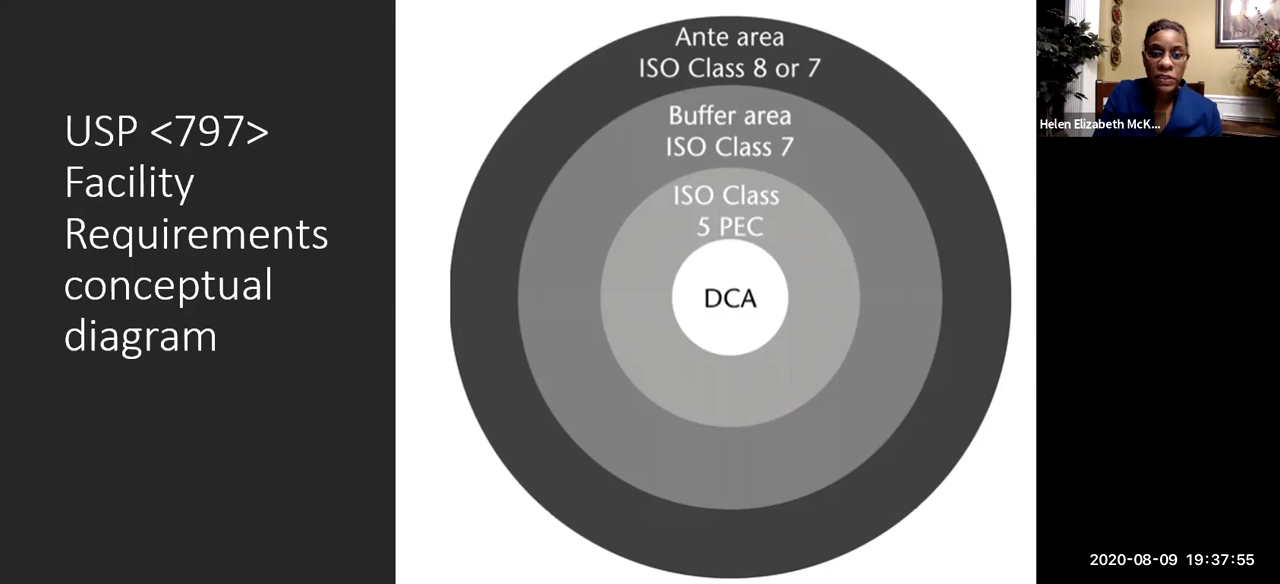 USP <797>
Facility
Requirements
conceptual
diagram
Ante area
ISO Class 8 or 7
Buffer area
ISO Class 7
ISO Class
5 PEC
DCA
Helen Elizabeth McK...
2020-08-09 19:37:55